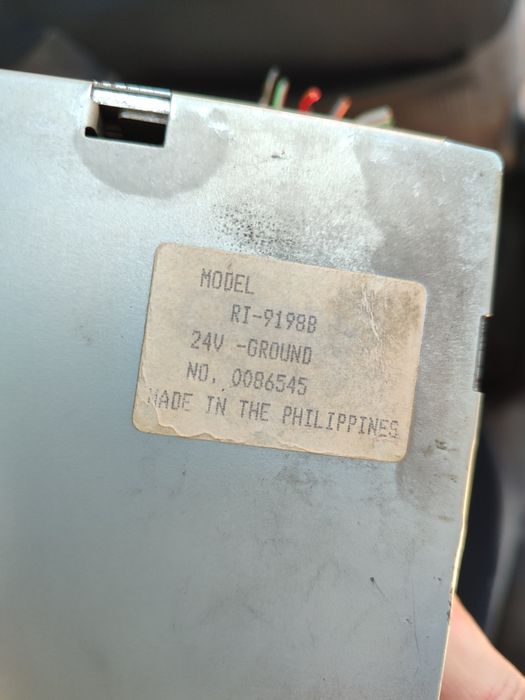 MODEL
RI-9198B
24V -GROUND
NO. 0086545
MADE IN THE PHILIPPINES